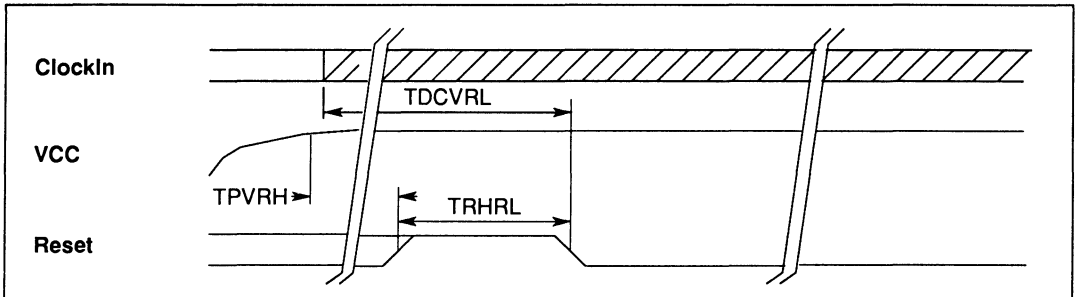 ClockIn
TDCVRL
VCC
TPVRH
TRHRL
Reset